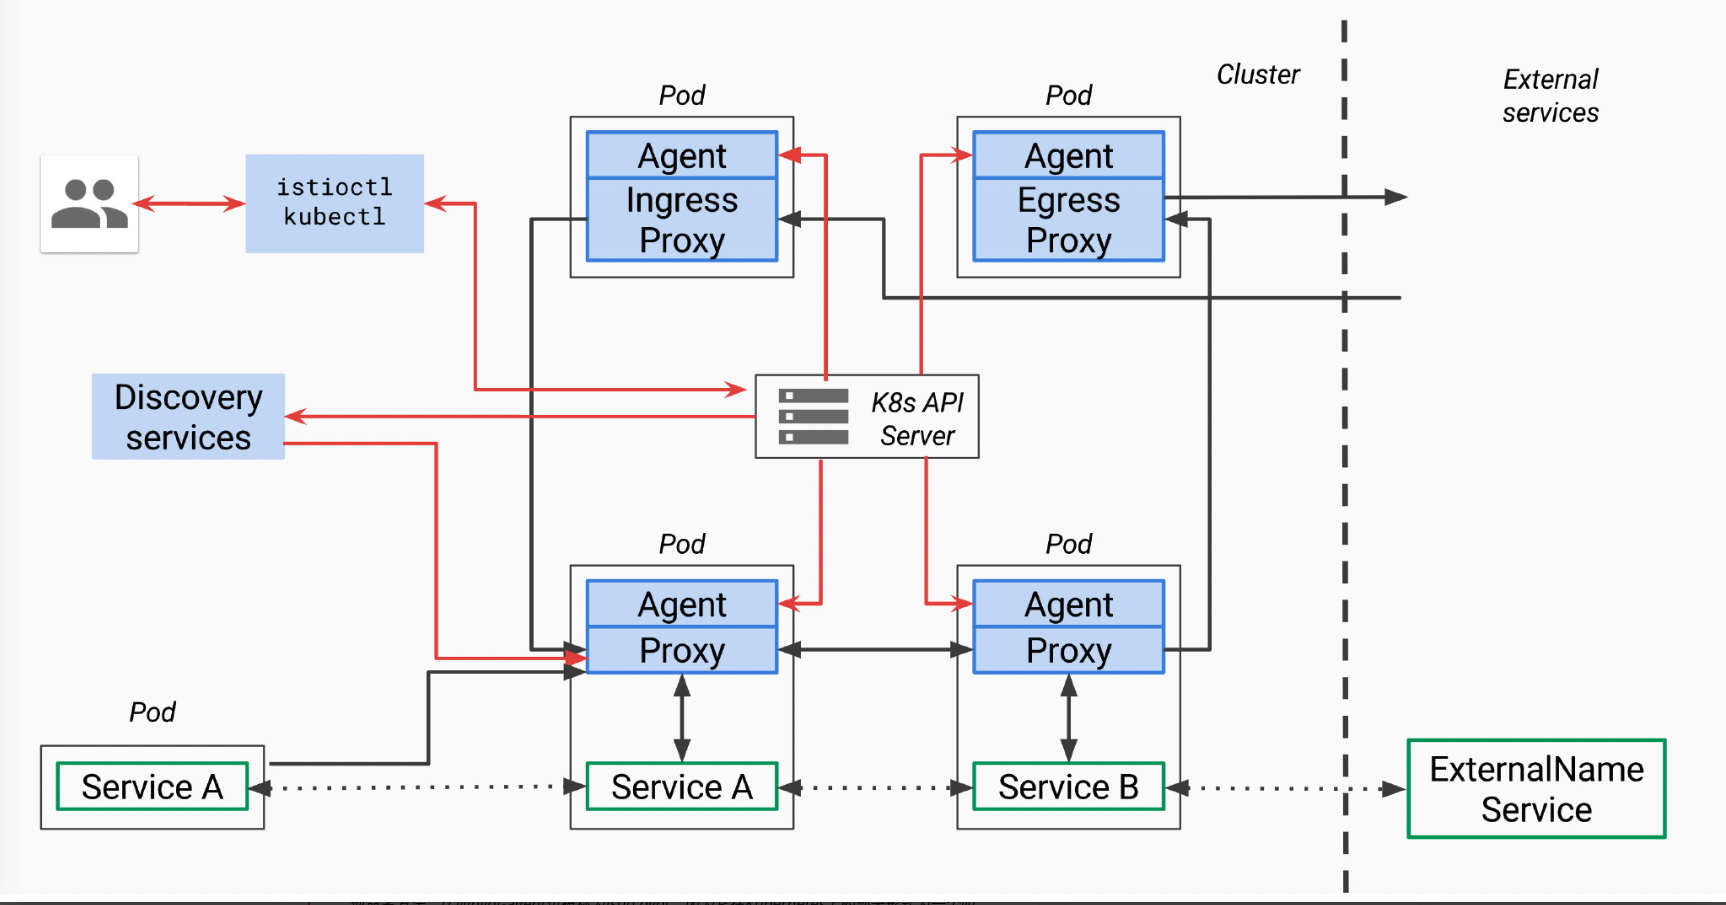 Pod
Pod
Cluster
External
services
Agent
Ingress
Proxy
Agent
Egress
Proxy
istioctl
kubectl
Discovery
services
K8s API
Server
Pod
Pod
Agent
Proxy
Agent
Proxy
Pod
Service A
Service A
Service B
ExternalName
Service